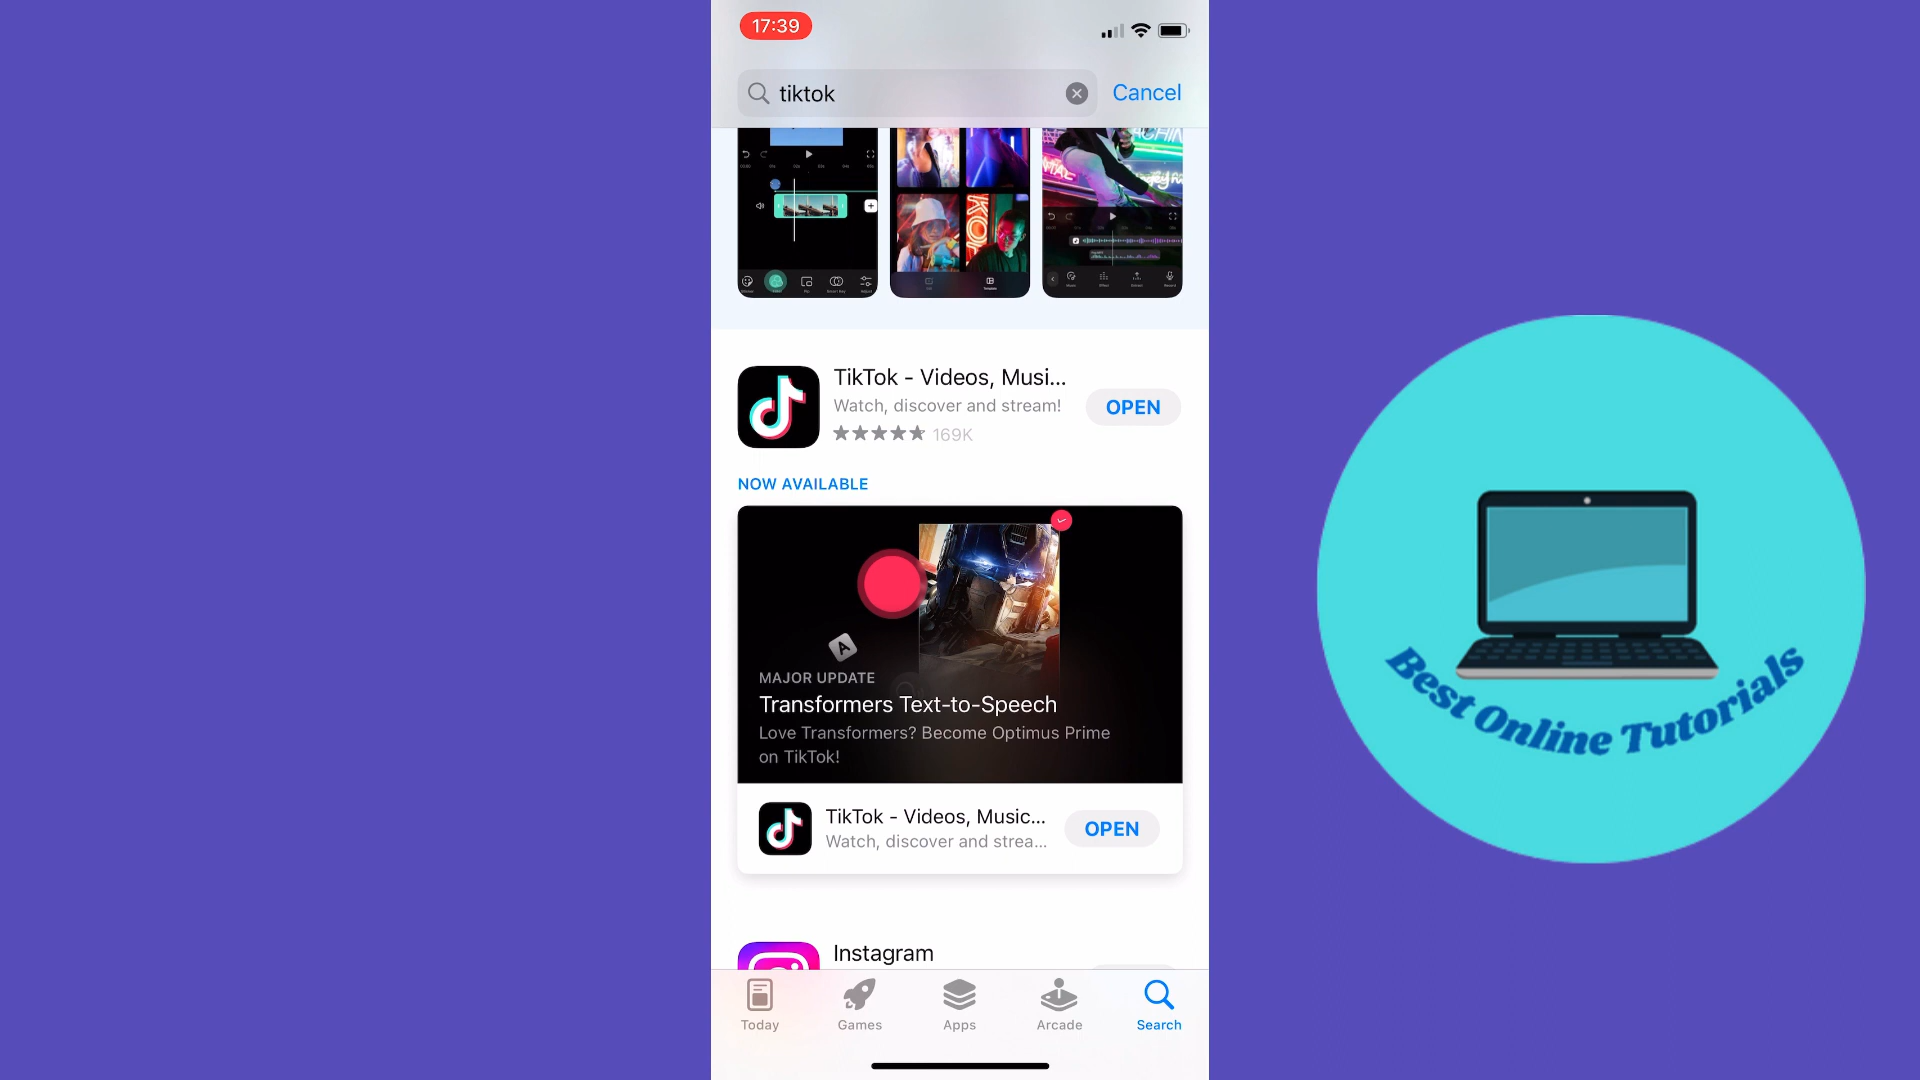 17:39
tiktok
Cancel
TikTok - Videos, Musi...
Watch, discover and stream!
OPEN
169K
NOW AVAILABLE
A
MAJOR UPDATE
Transformers Text-to-Speech
Love Transformers? Become Optimus Prime
on TikTok!
TikTok - Videos, Music...
Watch, discover and strea...
OPEN
Instagram
Today
Games
Apps
Arcade
Search
Best Online Tutorials